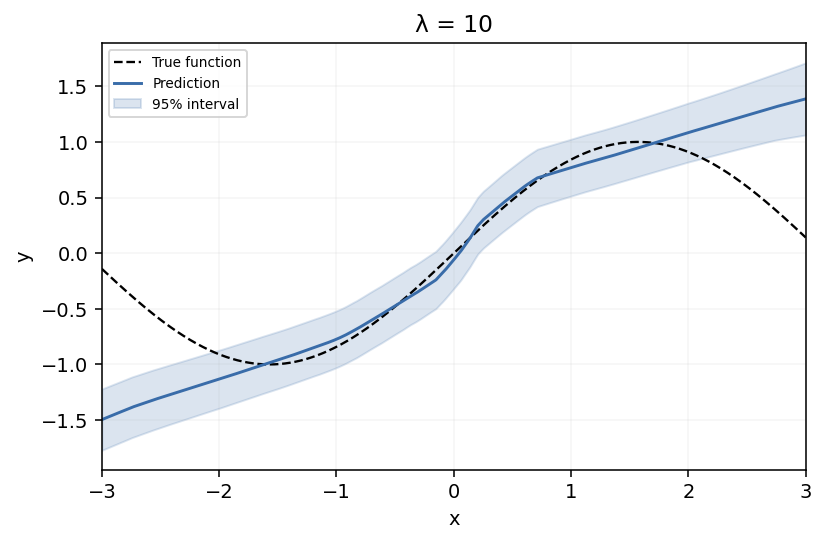 λ = 10
True function
Prediction
95% interval
1.5
1.0
0.5
0.0
−0.5
−1.0
−1.5
y
−3 −2 −1 0 1 2 3
x